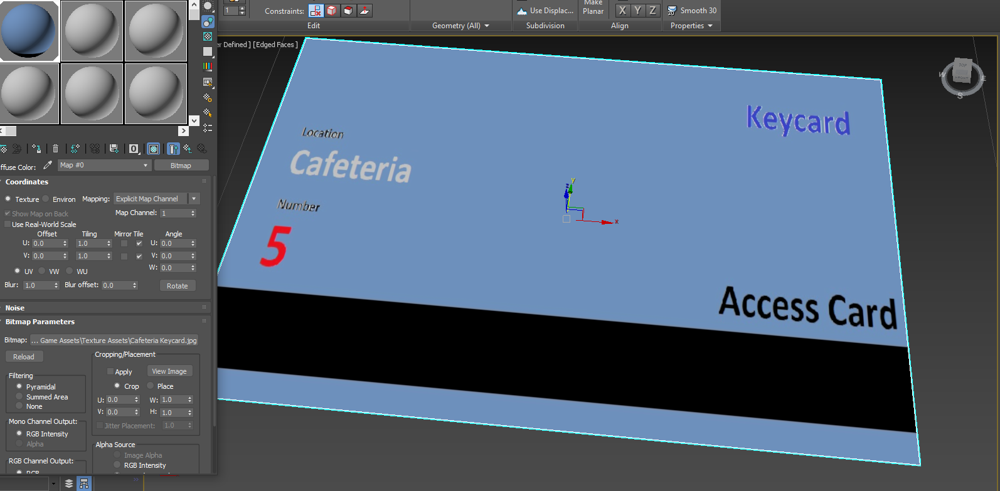 1
Constraints:
Edit
Geometry (All)
Use Displac...
Subdivision
Make
Planar
X Y Z
Align
Smooth 30
Properties
er Defined ] [Edged Faces ]
TOP
FRONT
W
E
S
Keycard
Location
Cafeteria
Number
5
Access Card
z
y
x
ffuse Color:
Map #0
Bitmap
Coordinates
Texture
Environ
Mapping:
Explicit Map Channel
Show Map on Back
Map Channel:
1
Use Real-World Scale
Offset
Tiling
Mirror Tile
Angle
U: 0.0
1.0
U: 0.0
V: 0.0
1.0
V: 0.0
W: 0.0
UV
VW
WU
Blur: 1.0
Blur offset: 0.0
Rotate
Noise
Bitmap Parameters
Bitmap:
... Game Assets\Texture Assets\Cafeteria Keycard.jpg
Reload
Cropping/Placement
Apply
View Image
Crop
Place
U: 0.0
W: 1.0
V: 0.0
H: 1.0
Jitter Placement: 1.0
Filtering
Pyramidal
Summed Area
None
Mono Channel Output:
RGB Intensity
Alpha
RGB Channel Output:
RGB
Alpha Source
Image Alpha
RGB Intensity